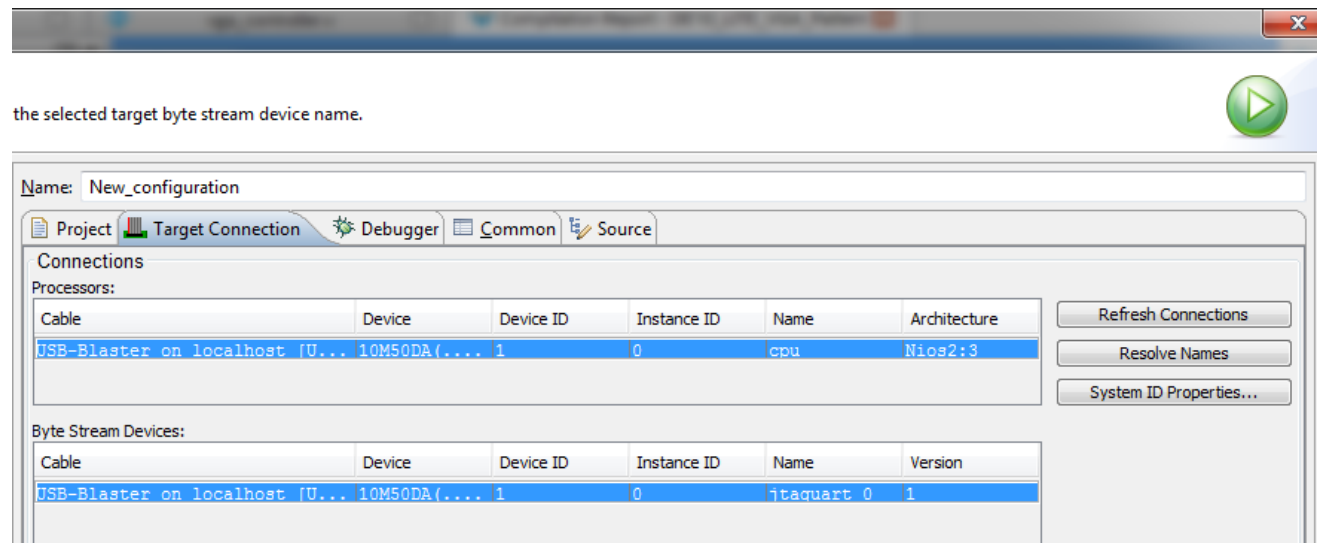 the selected target byte stream device name.
Name: New_configuration
Project Target Connection Debugger Common Source
Connections
Processors:
Cable Device Device ID Instance ID Name Architecture
USB-Blaster on localhost [U... 10M50DA(.... 1 0 cpu Nios2:3
Refresh Connections
Resolve Names
System ID Properties...
Byte Stream Devices:
Cable Device Device ID Instance ID Name Version
USB-Blaster on localhost [U... 10M50DA(.... 1 0 jtaguart_0 1